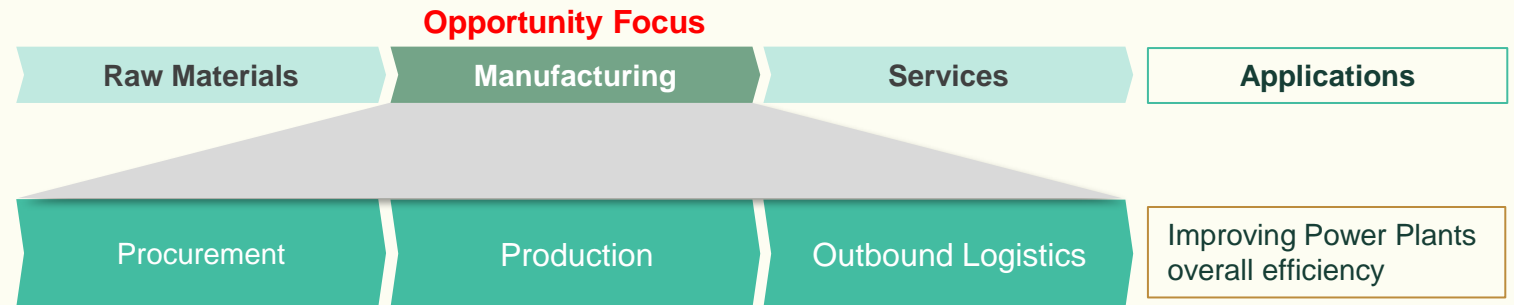 Opportunity Focus
Raw Materials
Manufacturing
Services
Applications
Procurement
Production
Outbound Logistics
Improving Power Plants
overall efficiency